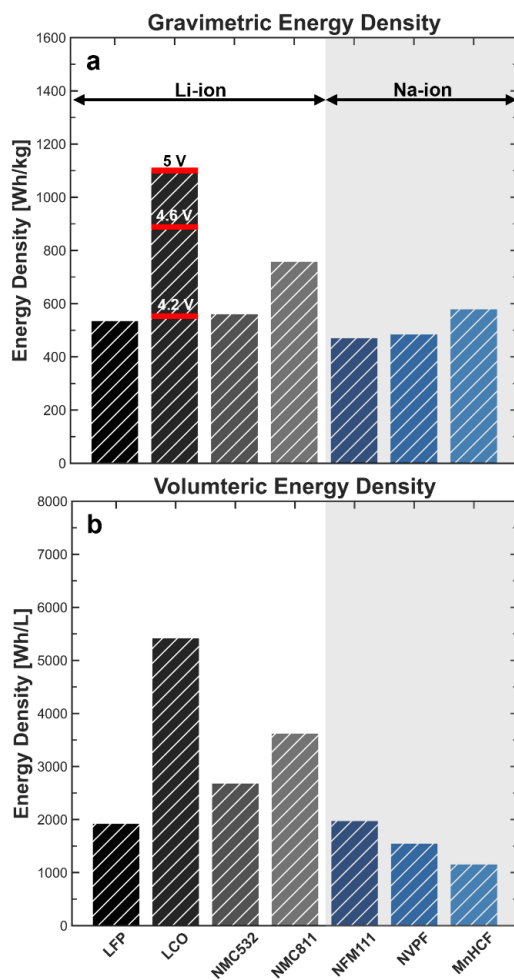 Gravimetric Energy Density
a
Li-ion
Na-ion
5 V
4.6 V
4.2 V
Energy Density [Wh/kg]
1600
1400
1200
1000
800
600
400
200
0
Volumteric Energy Density
b
Energy Density [Wh/L]
8000
7000
6000
5000
4000
3000
2000
1000
0
LFP
LCO
NMC532
NMC811
NFM111
NVPF
MnHCF